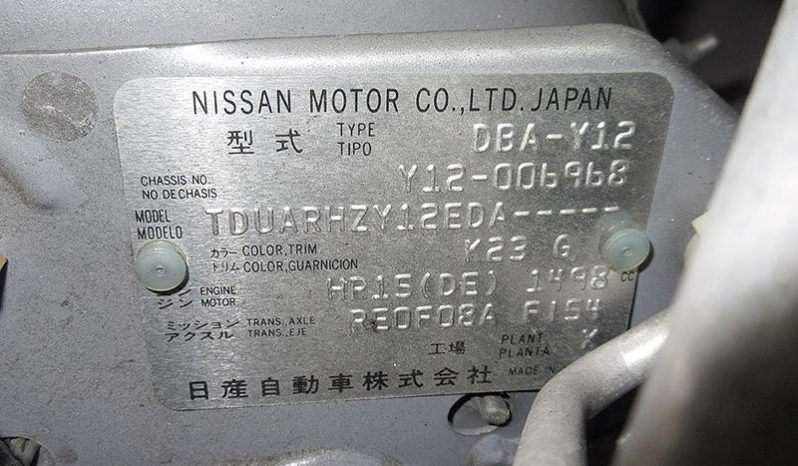 NISSAN MOTOR CO.,LTD. JAPAN
型式 TYPE TIPO DBA-Y12
CHASSIS NO. NO DE CHASIS Y12-006968
MODEL MODELO TDUARHZY12EDA-----
カラー COLOR,TRIM トリム COLOR,GUARNICION K23 G
ンジン ENGINE MOTOR HR15(DE) 1498 CC
ミッション TRANS.,AXLE アクスル TRANS.,EJE RE0F08A F154
工場 PLANT PLANTA X
日産自動車株式会社 MADE IN